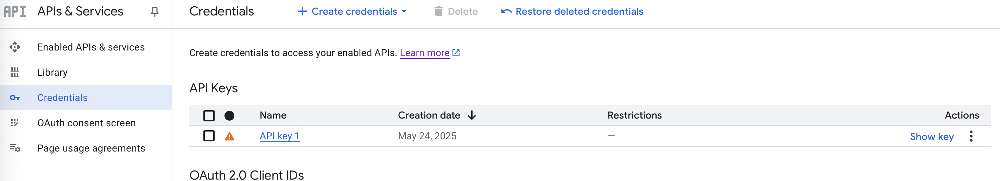 API APIs & Services
Credentials
Create credentials
Delete
Restore deleted credentials
Enabled APIs & services
Library
Credentials
OAuth consent screen
Page usage agreements
Create credentials to access your enabled APIs. Learn more
API Keys
Name Creation date Restrictions Actions
API key 1 May 24, 2025 — Show key
OAuth 2.0 Client IDs